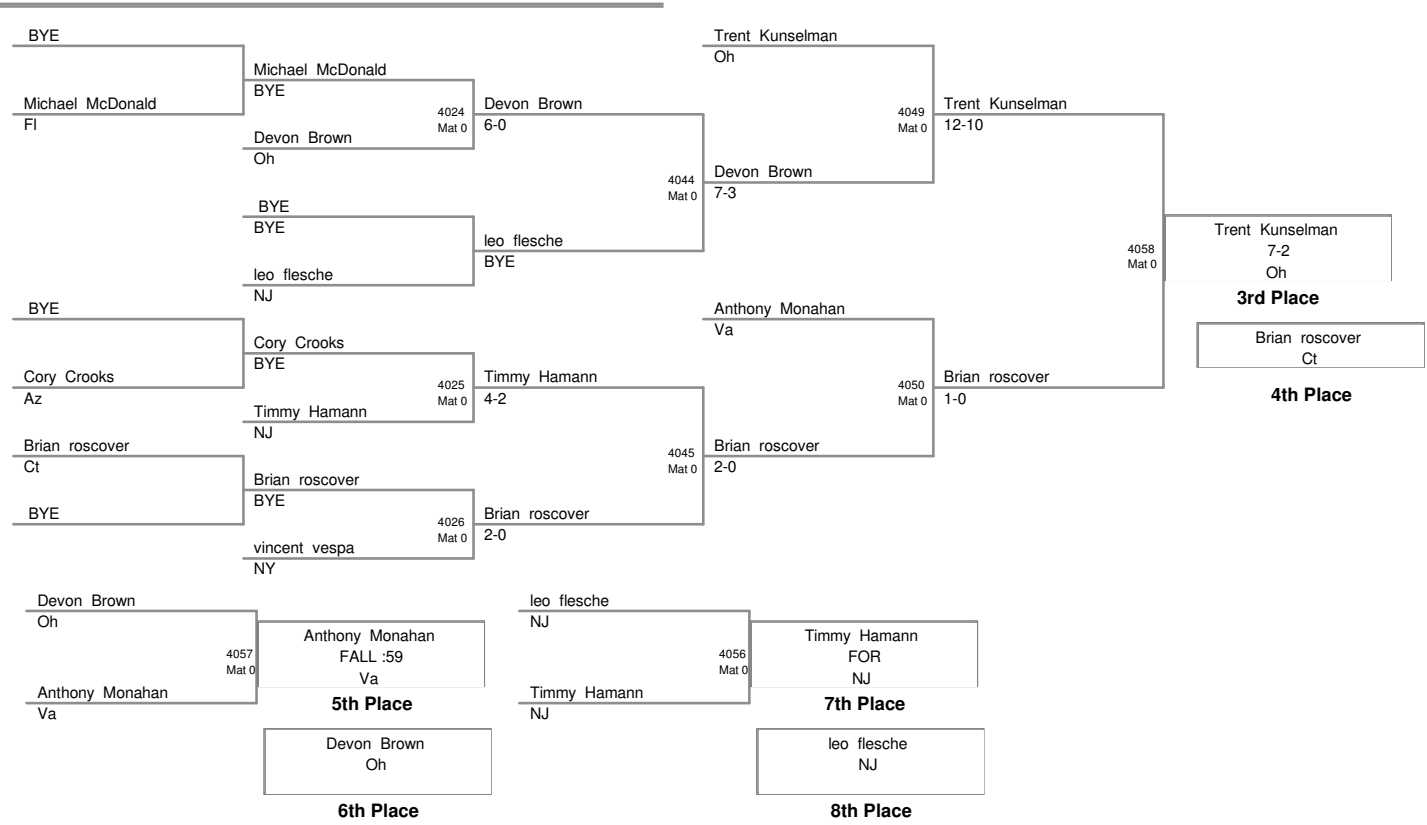 BYE
Michael McDonald
Fl
Michael McDonald
BYE
Devon Brown
Oh
4024
Mat 0
Devon Brown
6-0
BYE
BYE
leo flesche
NJ
leo flesche
BYE
4044
Mat 0
Trent Kunselman
Oh
Devon Brown
7-3
4049
Mat 0
Trent Kunselman
12-10
BYE
Cory Crooks
Az
Cory Crooks
BYE
Timmy Hamann
NJ
4025
Mat 0
Timmy Hamann
4-2
Brian roscover
Ct
BYE
Brian roscover
BYE
vincent vespa
NY
4026
Mat 0
Brian roscover
2-0
4045
Mat 0
Anthony Monahan
Va
Brian roscover
2-0
4050
Mat 0
Brian roscover
1-0
4058
Mat 0
Trent Kunselman
7-2
Oh
3rd Place
Brian roscover
Ct
4th Place
Devon Brown
Oh
Anthony Monahan
Va
4057
Mat 0
Anthony Monahan
FALL :59
Va
5th Place
Devon Brown
Oh
6th Place
leo flesche
NJ
Timmy Hamann
NJ
4056
Mat 0
Timmy Hamann
FOR
NJ
7th Place
leo flesche
NJ
8th Place